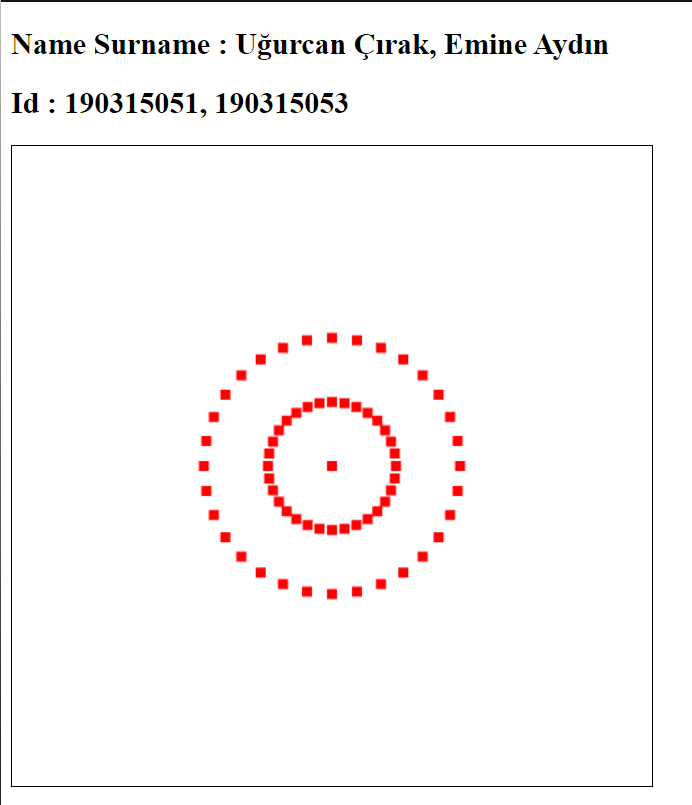 Name Surname : Uğurcan Çırak, Emine Aydın
Id : 190315051, 190315053